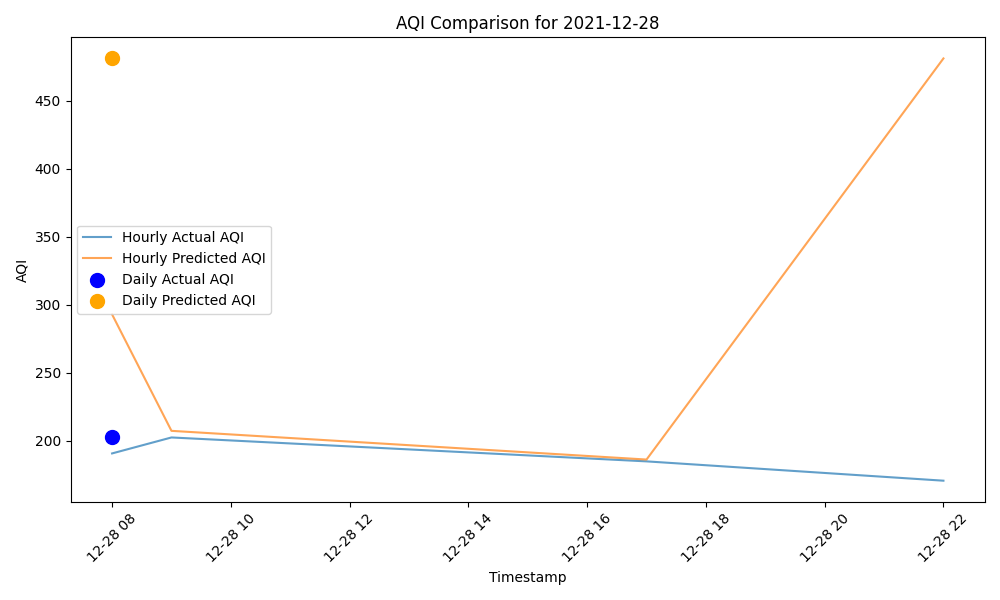 AQI Comparison for 2021-12-28
AQI
450
400
350
300
250
200
Hourly Actual AQI
Hourly Predicted AQI
Daily Actual AQI
Daily Predicted AQI
12-28 08
12-28 10
12-28 12
12-28 14
12-28 16
12-28 18
12-28 20
12-28 22
Timestamp